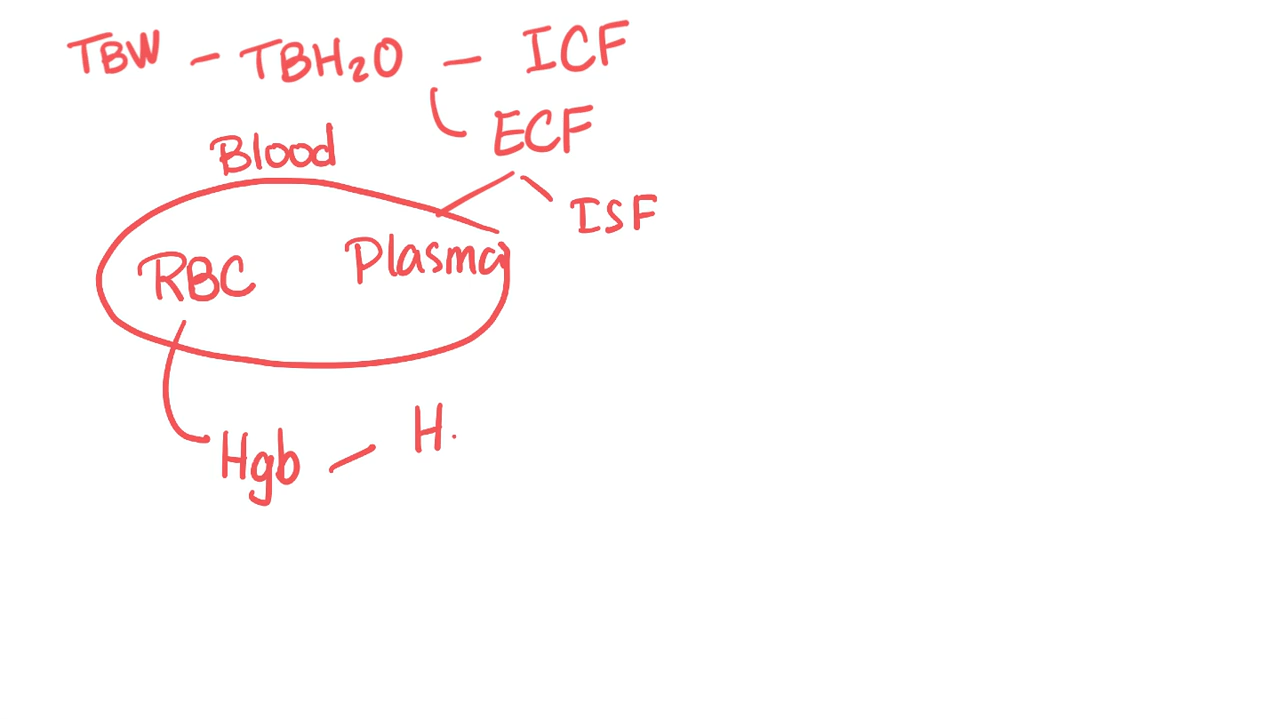 TBW - TBH₂O - ICF
ECF
Blood
ISF
RBC Plasma
Hgb - H.